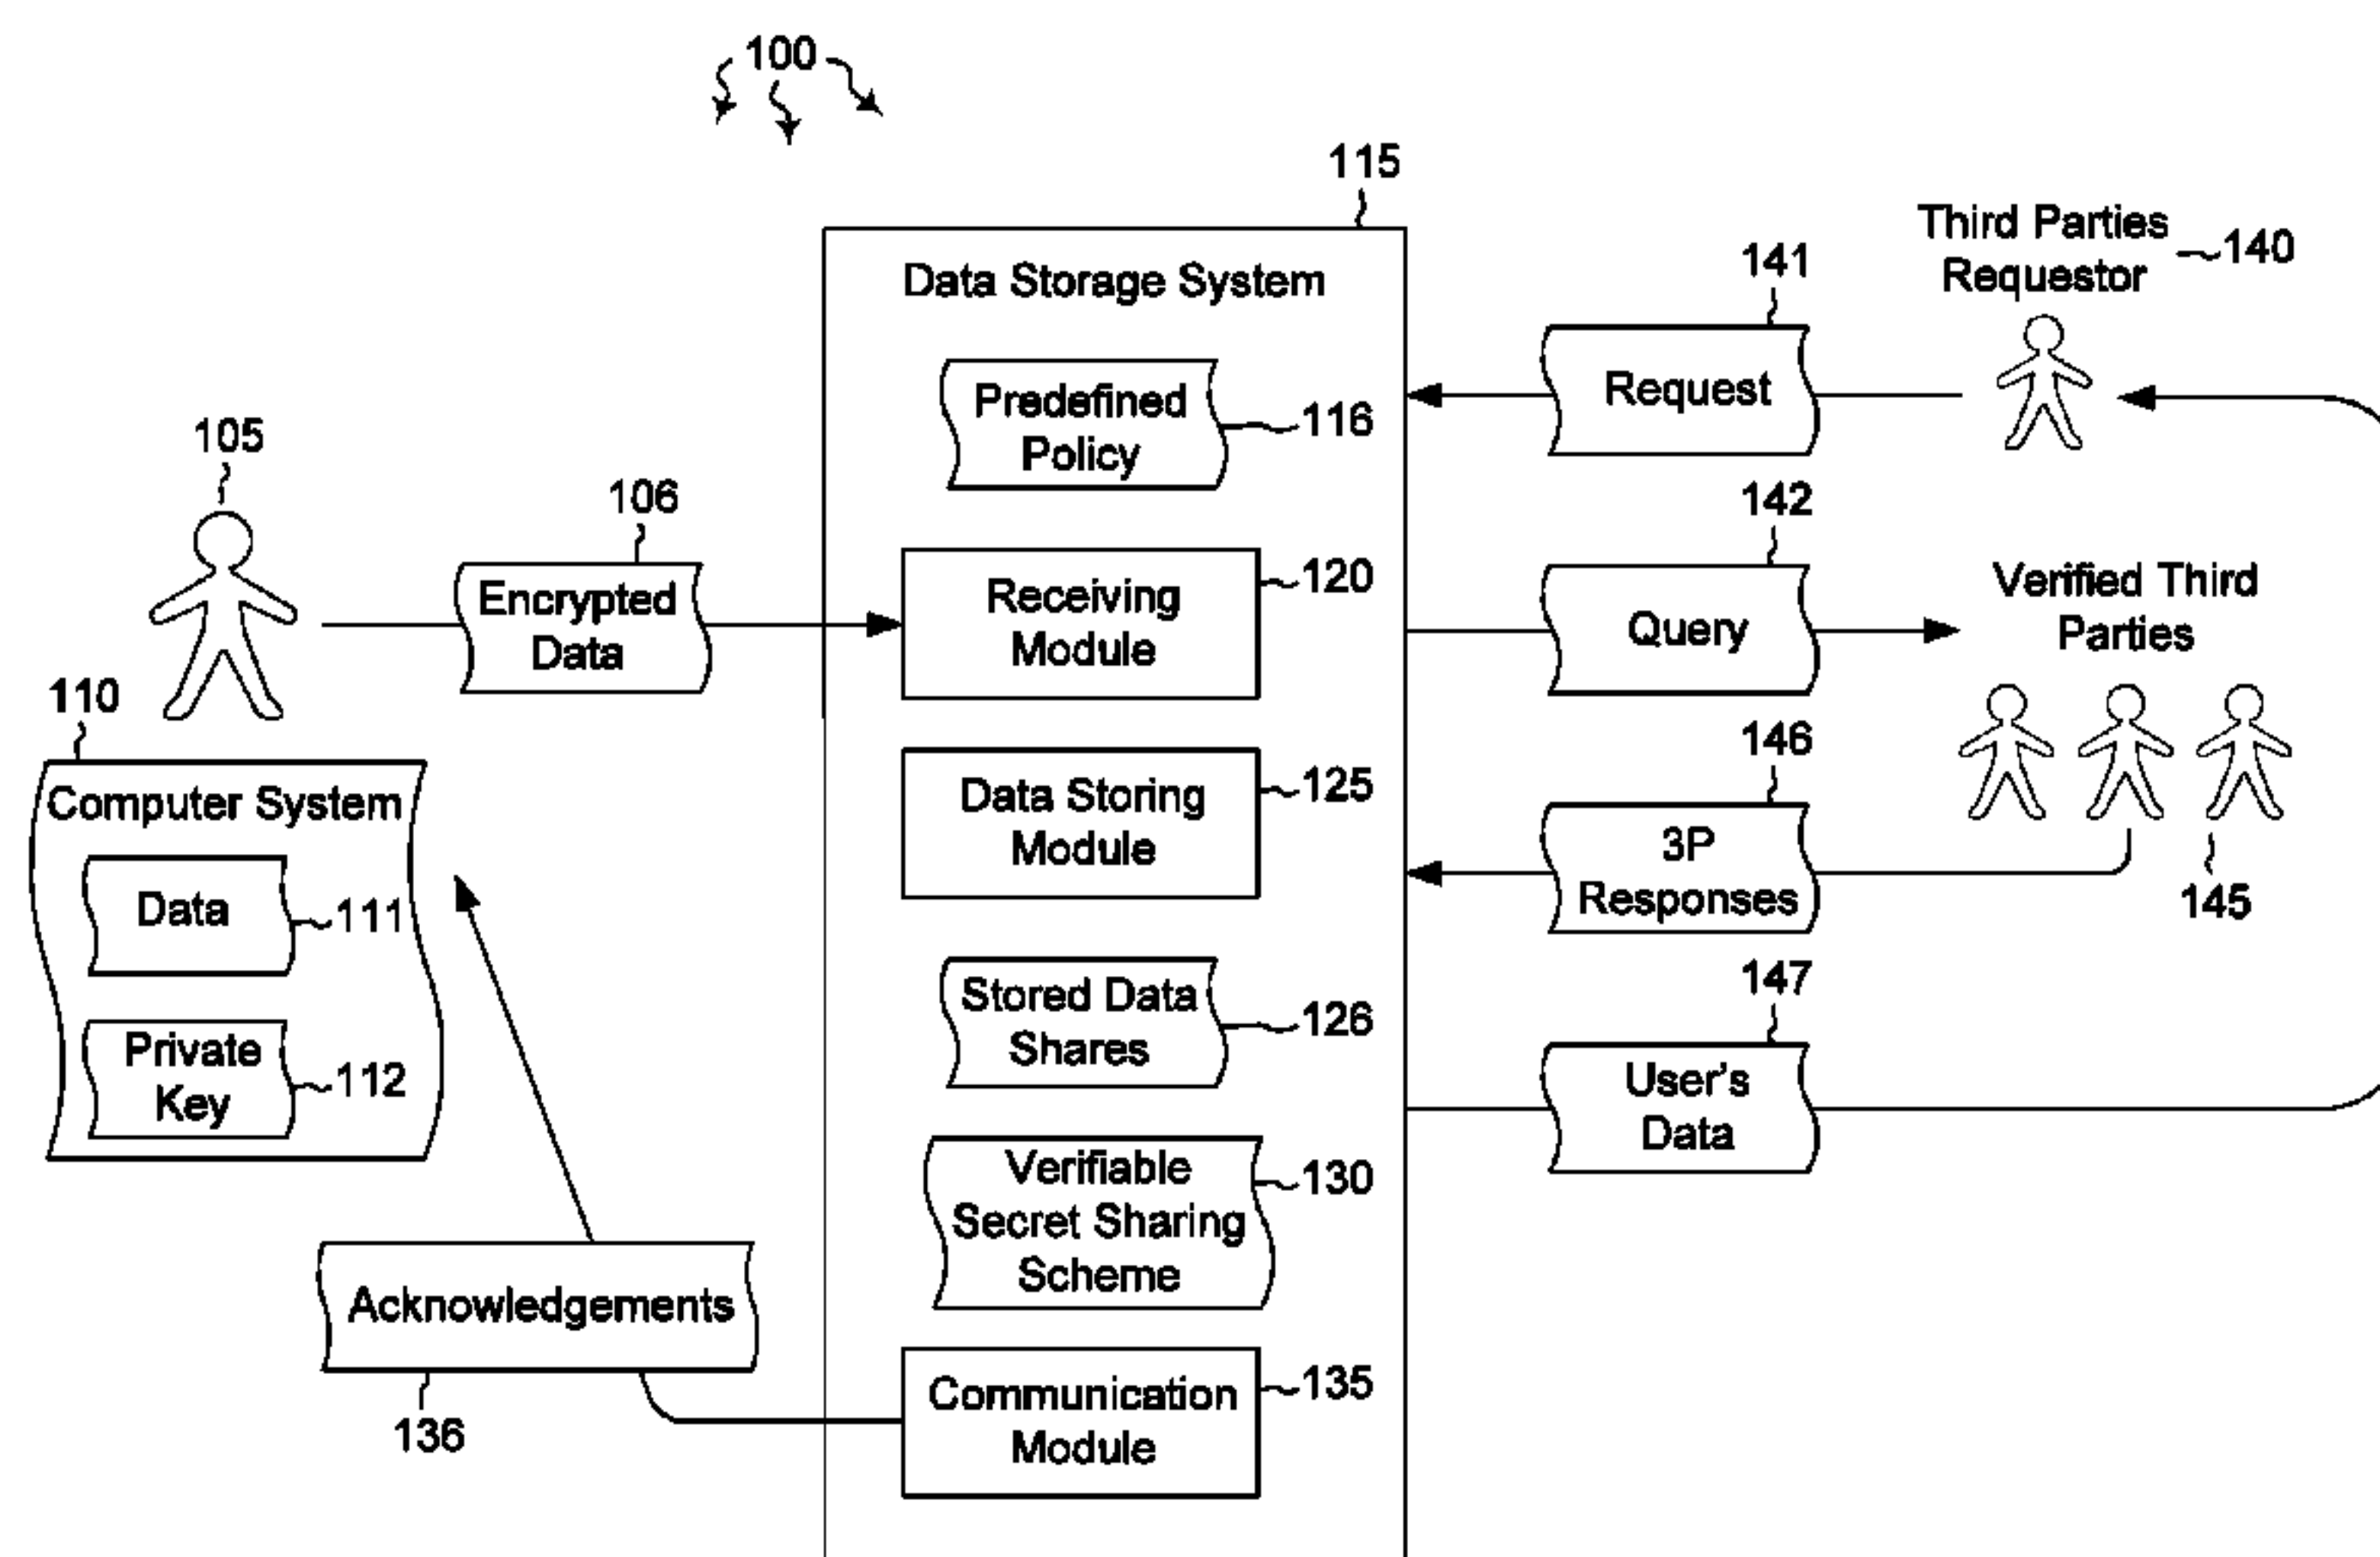 100
115
Data Storage System
Predefined
Policy
116
Receiving
Module
120
Data Storing
Module
125
Stored Data
Shares
126
Verifiable
Secret Sharing
Scheme
130
Communication
Module
135
105
106
Encrypted
Data
110
Computer System
Data
111
Private
Key
112
Acknowledgements
136
141
Request
Third Parties
Requestor
140
142
Query
Verified Third
Parties
145
146
3P
Responses
147
User's
Data